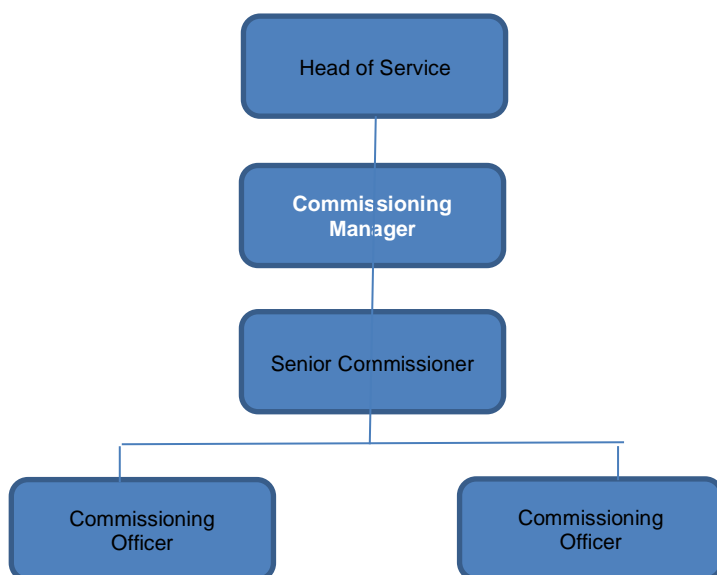 Head of Service
Commissioning
Manager
Senior Commissioner
Commissioning
Officer
Commissioning
Officer